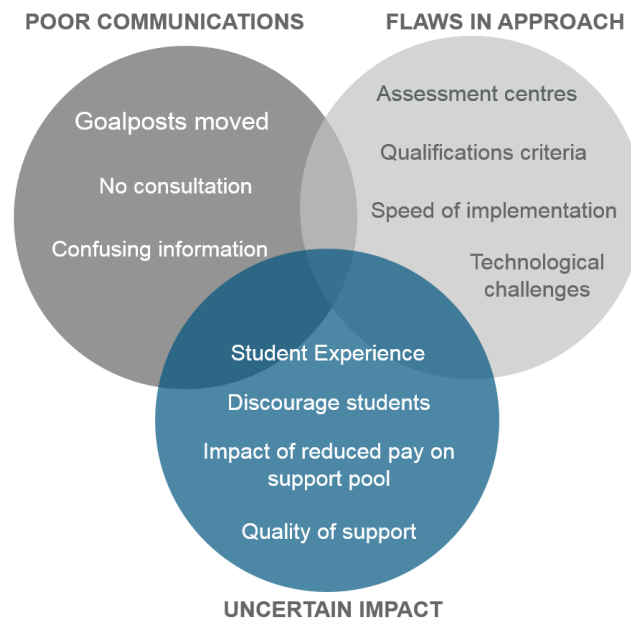 POOR COMMUNICATIONS
Goalposts moved
No consultation
Confusing information
FLAWS IN APPROACH
Assessment centres
Qualifications criteria
Speed of implementation
Technological
challenges
Student Experience
Discourage students
Impact of reduced pay on
support pool
Quality of support
UNCERTAIN IMPACT